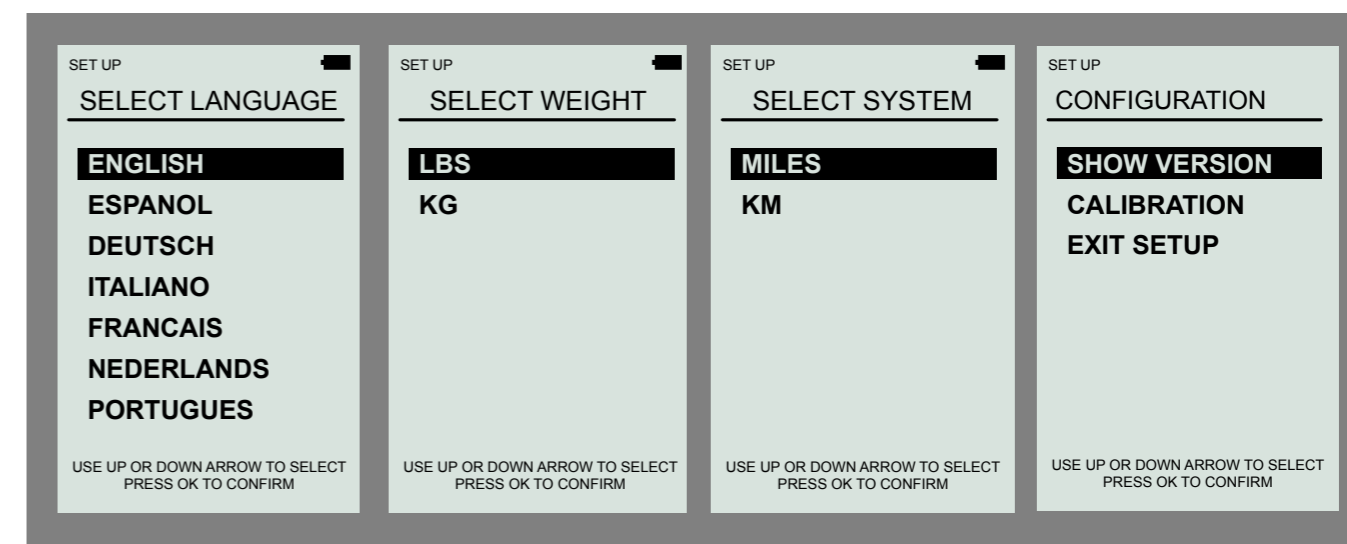 SET UP
SELECT LANGUAGE
ENGLISH
ESPANOL
DEUTSCH
ITALIANO
FRANCAIS
NEDERLANDS
PORTUGUES
USE UP OR DOWN ARROW TO SELECT
PRESS OK TO CONFIRM
SET UP
SELECT WEIGHT
LBS
KG
USE UP OR DOWN ARROW TO SELECT
PRESS OK TO CONFIRM
SET UP
SELECT SYSTEM
MILES
KM
USE UP OR DOWN ARROW TO SELECT
PRESS OK TO CONFIRM
SET UP
CONFIGURATION
SHOW VERSION
CALIBRATION
EXIT SETUP
USE UP OR DOWN ARROW TO SELECT
PRESS OK TO CONFIRM